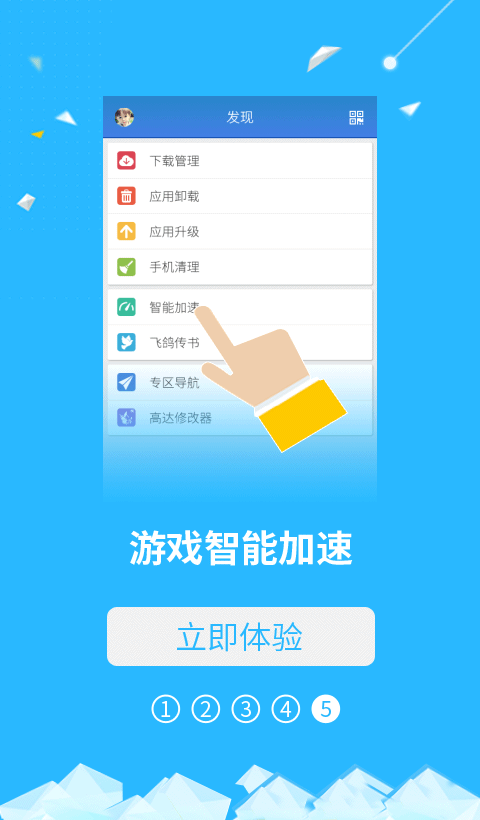 发现
下载管理
应用卸载
应用升级
手机清理
智能加速
飞鸽传书
专区导航
高达修改器
游戏智能加速
立即体验
1 2 3 4 5